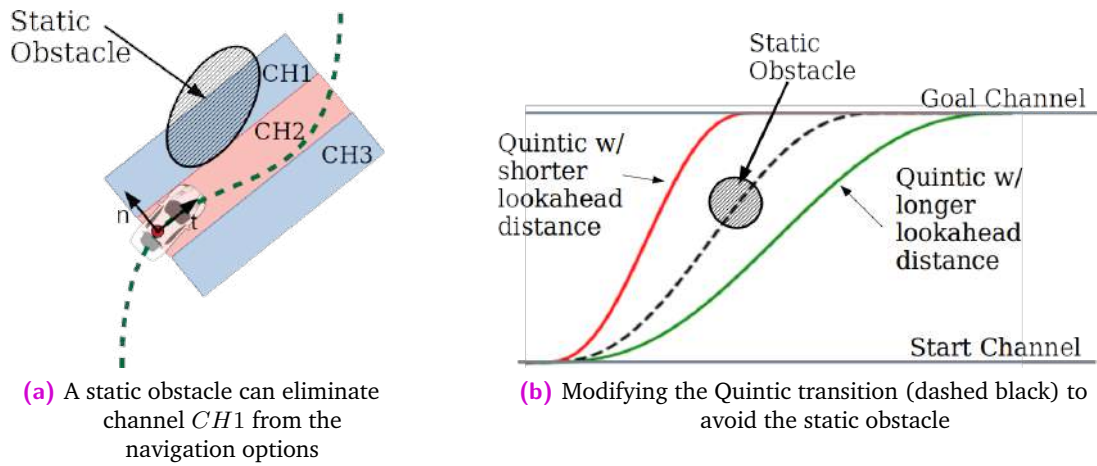 Static
Obstacle
CH1
CH2
CH3
n
t
(a) A static obstacle can eliminate
channel CH1 from the
navigation options
Static
Obstacle
Goal Channel
Quintic w/
shorter
lookahead
distance
Quintic w/
longer
lookahead
distance
Start Channel
(b) Modifying the Quintic transition (dashed black) to
avoid the static obstacle